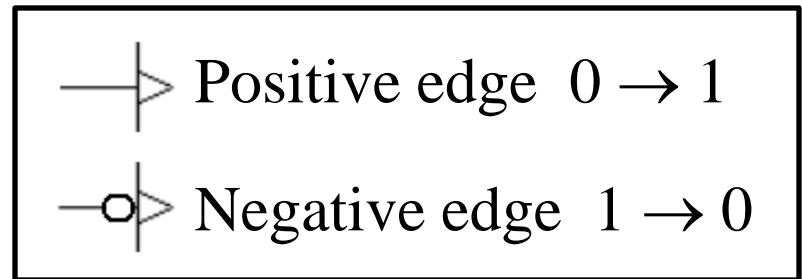 Positive edge 0 → 1
Negative edge 1 → 0